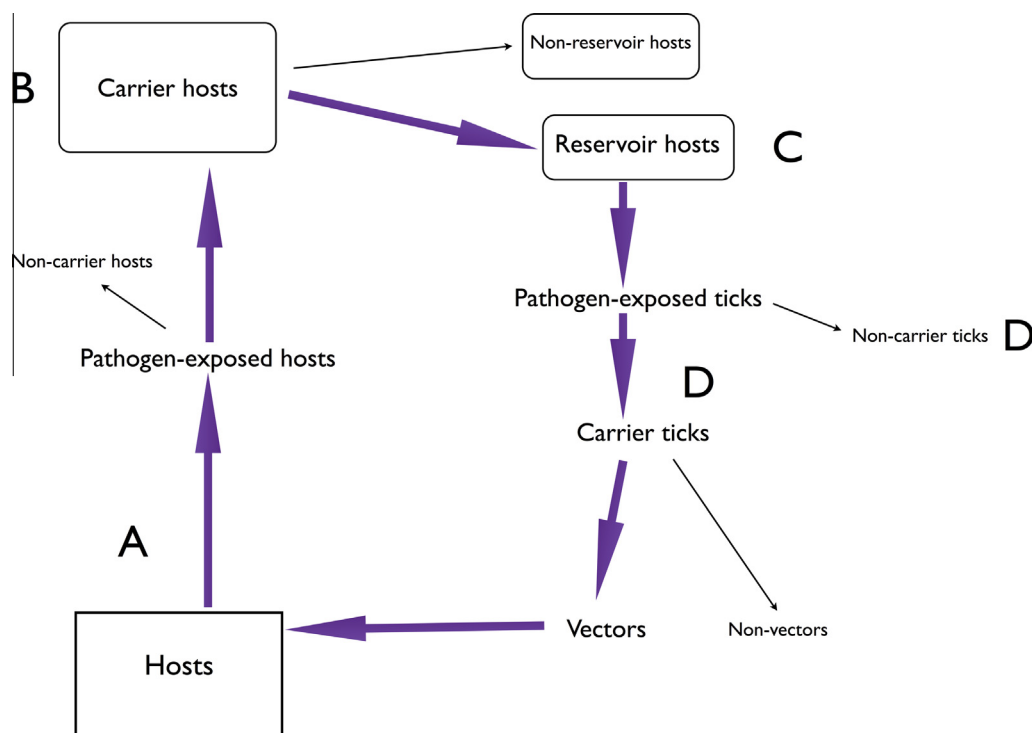 Non-reservoir hosts
B
Carrier hosts
Reservoir hosts
C
Non-carrier hosts
Pathogen-exposed ticks
Non-carrier ticks
D
Pathogen-exposed hosts
D
Carrier ticks
A
Vectors
Non-vectors
Hosts